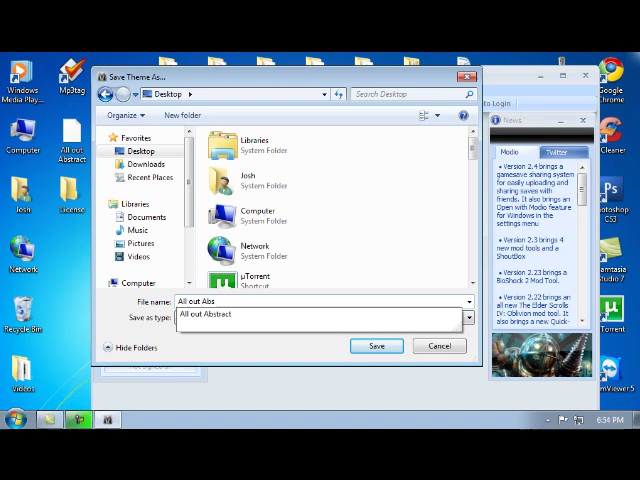 Windows
Media Play...
Mp3tag
Computer
All out
Abstract
Josh
License
Network
Recycle Bin
Videos
Save Theme As...
Desktop
Search Desktop
Organize
New folder
Favorites
Desktop
Downloads
Recent Places
Libraries
Documents
Music
Pictures
Videos
Computer
Libraries
System Folder
Josh
System Folder
Computer
System Folder
Network
System Folder
µTorrent
Shortcut
File name:
All out Abs
All out Abstract
Save as type:
Hide Folders
Save
Cancel
to Login
News
Modio
Twitter
• Version 2.4 brings a
gamesave sharing system
for easily uploading and
sharing saves with
friends. It also brings an
Open with Modio feature
for Windows in the
settings menu
• Version 2.3 brings 4
new mod tools and a
ShoutBox
• Version 2.23 brings a
BioShock 2 Mod Tool.
• Version 2.22 brings an
all new The Elder Scrolls
IV: Oblivion mod tool. It
also brings a new Quick-
Google
Chrome
Cleaner
Ps
hotoshop
CS3
amtasia
Studio 7
Torrent
mViewer 5
6:54 PM